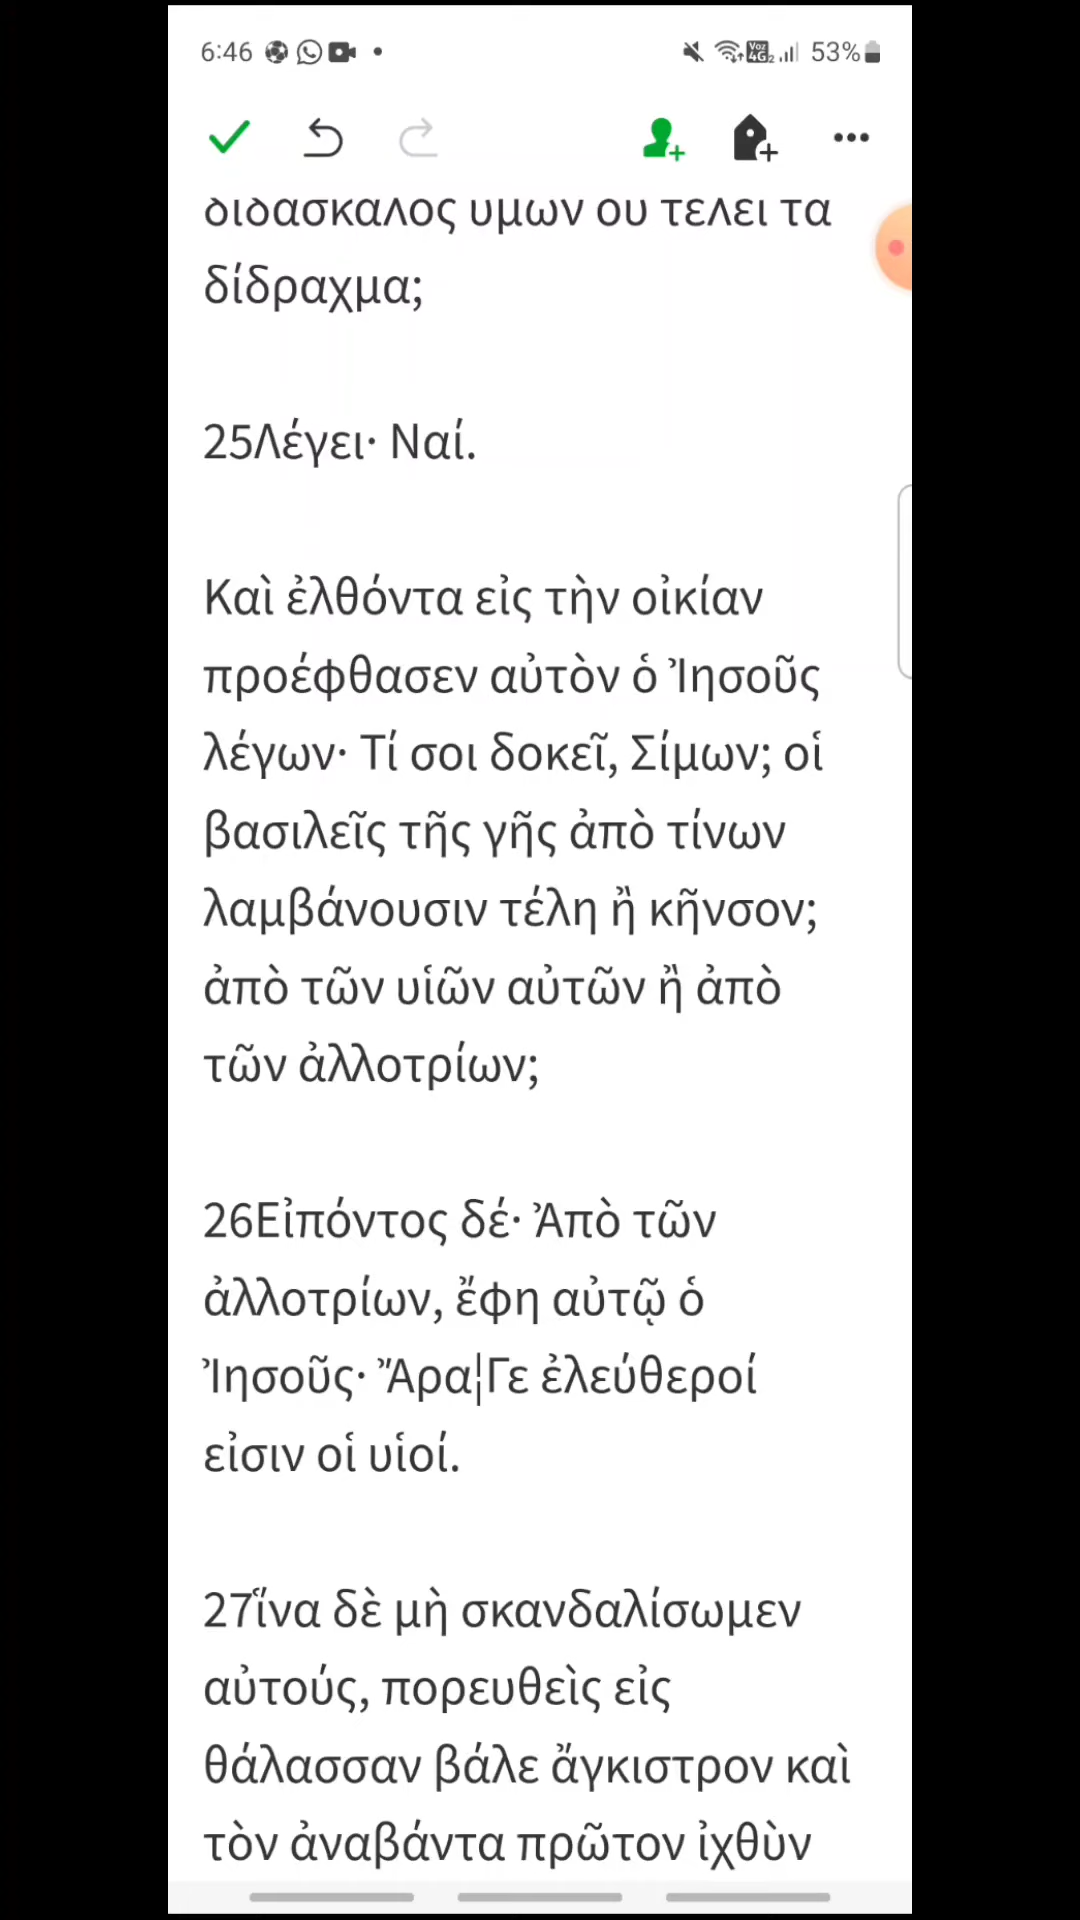 6:46
Voz 4G 2 53%
διδασκαλος υμων ου τελει τα
δίδραχμα;
25Λέγει· Ναί.
Καὶ ἐλθόντα εἰς τὴν οἰκίαν
προέφθασεν αὐτὸν ὁ Ἰησοῦς
λέγων· Τί σοι δοκεῖ, Σίμων; οἱ
βασιλεῖς τῆς γῆς ἀπὸ τίνων
λαμβάνουσιν τέλη ἢ κῆνσον;
ἀπὸ τῶν υἱῶν αὐτῶν ἢ ἀπὸ
τῶν ἀλλοτρίων;
26Εἰπόντος δέ· Ἀπὸ τῶν
ἀλλοτρίων, ἔφη αὐτῷ ὁ
Ἰησοῦς· Ἄρα¦Γε ἐλεύθεροί
εἰσιν οἱ υἱοί.
27ἵνα δὲ μὴ σκανδαλίσωμεν
αὐτούς, πορευθεὶς εἰς
θάλασσαν βάλε ἄγκιστρον καὶ
τὸν ἀναβάντα πρῶτον ἰχθὺν